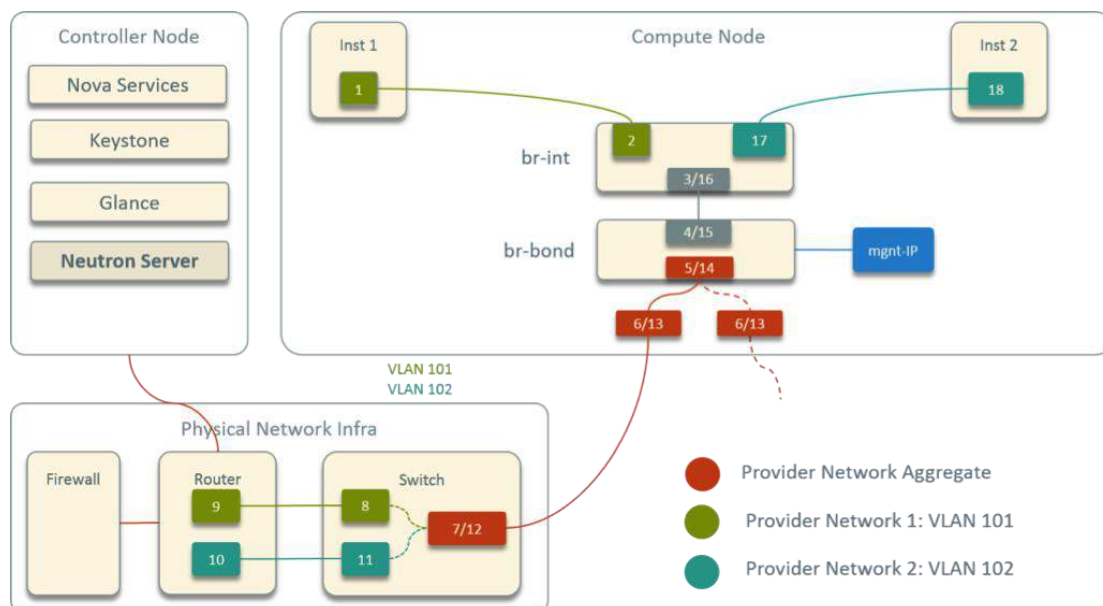 Controller Node
Nova Services
Keystone
Glance
Neutron Server
Compute Node
Inst 1
1
Inst 2
18
2
17
br-int
3/16
br-bond
4/15
5/14
mgnt-IP
6/13
6/13
VLAN 101
VLAN 102
Physical Network Infra
Firewall
Router
9
10
Switch
8
11
7/12
Provider Network Aggregate
Provider Network 1: VLAN 101
Provider Network 2: VLAN 102